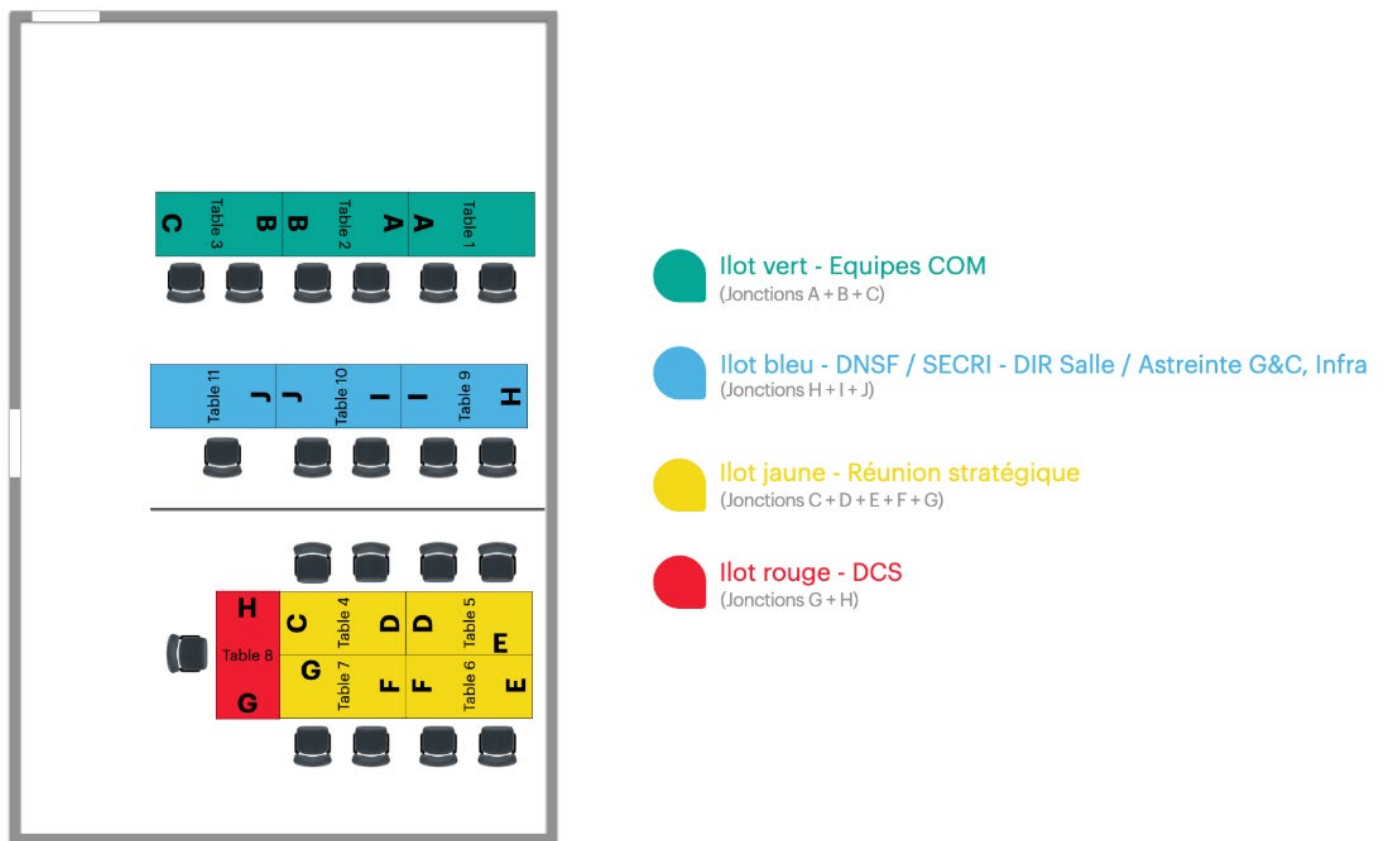 C Table 3 B B Table 2 A A Table 1
Table 11 J J Table 10 I I Table 9 H
H C Table 4 D D Table 5 E
Table 8
G G Table 7 F F Table 6 E
Ilot vert - Equipes COM
(Jonctions A + B + C)
Ilot bleu - DNSF / SECRI - DIR Salle / Astreinte G&C, Infra
(Jonctions H + I + J)
Ilot jaune - Réunion stratégique
(Jonctions C + D + E + F + G)
Ilot rouge - DCS
(Jonctions G + H)